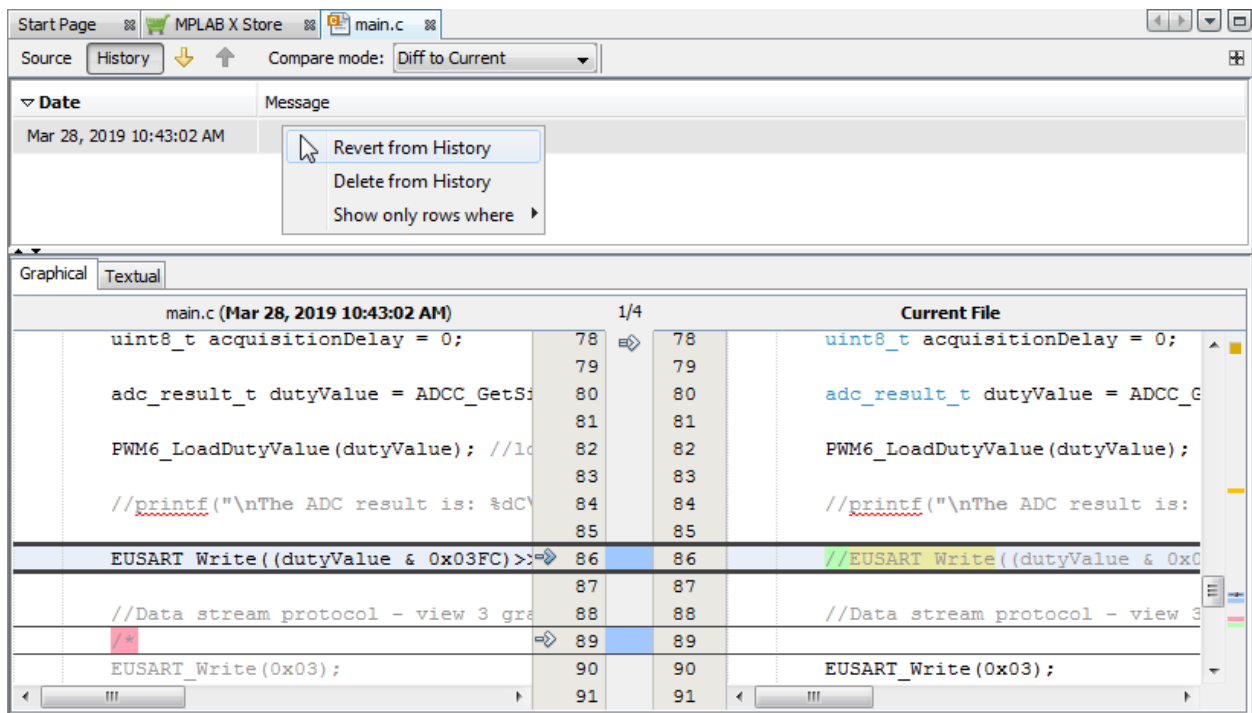 Start Page MPLAB X Store main.c
Source History Compare mode: Diff to Current
Date Message
Mar 28, 2019 10:43:02 AM
Revert from History
Delete from History
Show only rows where
Graphical Textual
main.c (Mar 28, 2019 10:43:02 AM) 1/4 Current File
uint8_t acquisitionDelay = 0; 78 78 uint8_t acquisitionDelay = 0;
79 79
adc_result_t dutyValue = ADCC_GetSi 80 80 adc_result_t dutyValue = ADCC_G
81 81
PWM6_LoadDutyValue(dutyValue); //lo 82 82 PWM6_LoadDutyValue(dutyValue);
83 83
//printf("\nThe ADC result is: %dC\ 84 84 //printf("\nThe ADC result is:
85 85
EUSART_Write((dutyValue & 0x03FC)>> 86 86 //EUSART_Write((dutyValue & 0x0
87 87
//Data stream protocol - view 3 gra 88 88 //Data stream protocol - view 3
/* 89 89
EUSART_Write(0x03); 90 90 EUSART_Write(0x03);
91 91